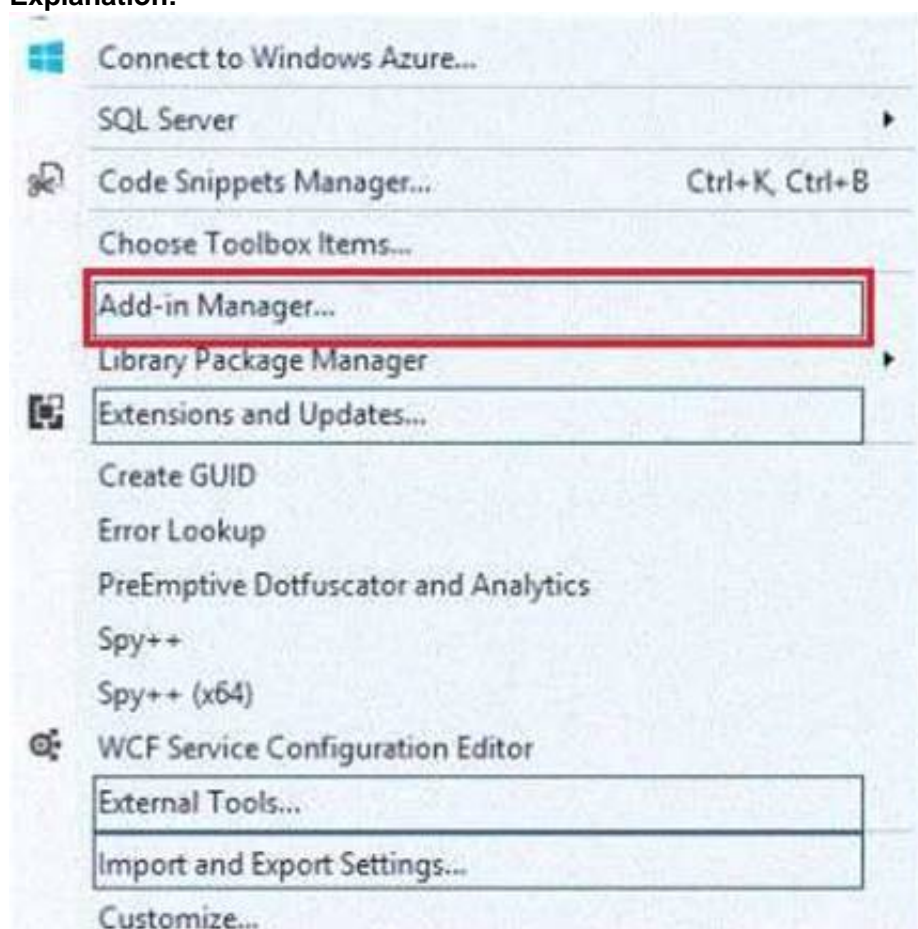 Explanation:
Connect to Windows Azure...
SQL Server
Code Snippets Manager... Ctrl+K, Ctrl+B
Choose Toolbox Items...
Add-in Manager...
Library Package Manager
Extensions and Updates...
Create GUID
Error Lookup
PreEmptive Dotfuscator and Analytics
Spy++
Spy++ (x64)
WCF Service Configuration Editor
External Tools...
Import and Export Settings...
Customize...